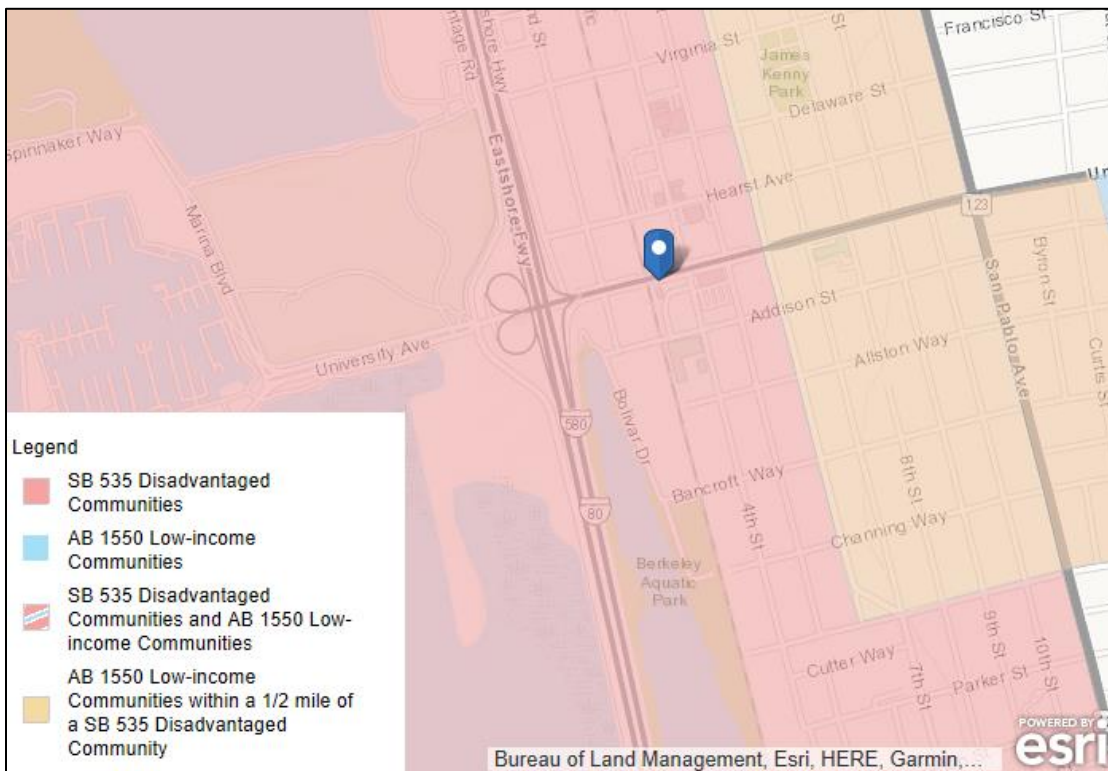 Francisco St
Virginia St
James
Kenny
Park
Delaware St
Eastshore Hwy
Spinnaker Way
Hearst Ave
123
Marina Blvd
Eastshore Fwy
Byron St
San Pablo Ave
Addison St
University Ave
Allston Way
Curtis St
Bolivar Dr
580
80
Bancroft Way
8th St
4th St
Channing Way
Berkeley
Aquatic
Park
9th St
10th St
Cutter Way
7th St
Parker St
Legend
SB 535 Disadvantaged
Communities
AB 1550 Low-income
Communities
SB 535 Disadvantaged
Communities and AB 1550 Low-
income Communities
AB 1550 Low-income
Communities within a 1/2 mile of
a SB 535 Disadvantaged
Community
Bureau of Land Management, Esri, HERE, Garmin,...
POWERED BY
esri